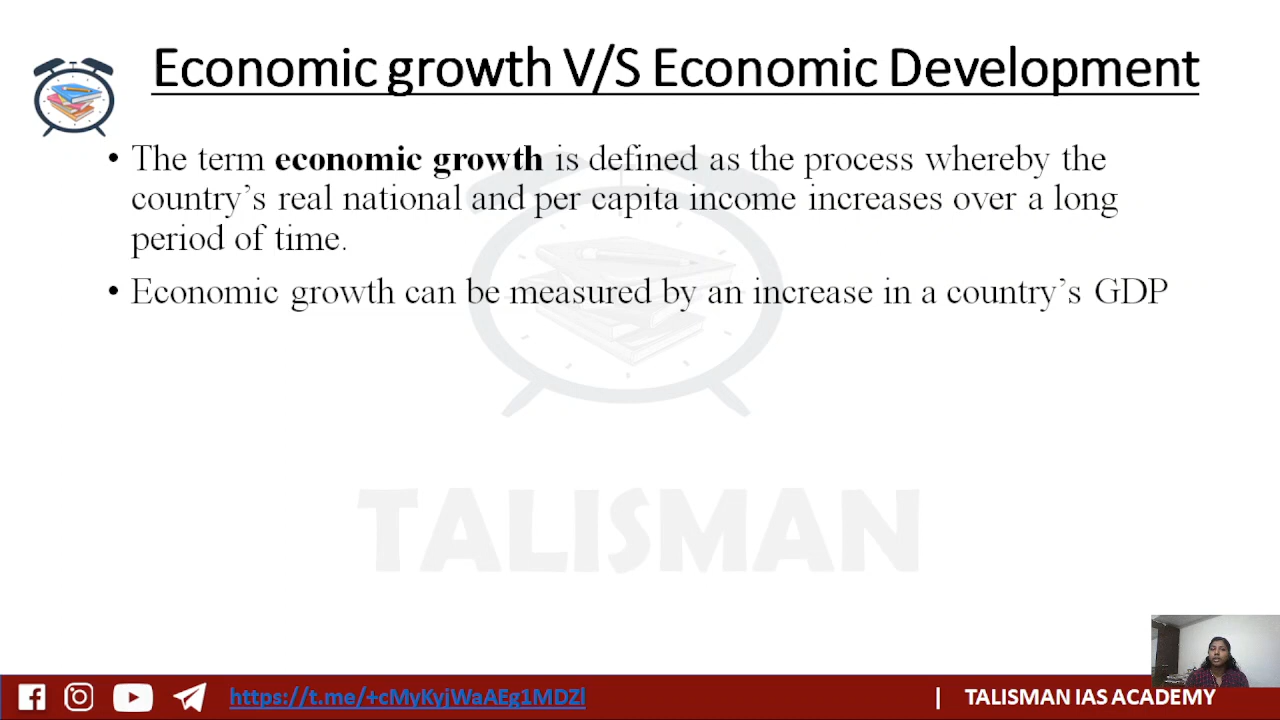 Economic growth V/S Economic Development
• The term economic growth is defined as the process whereby the
country's real national and per capita income increases over a long
period of time.
• Economic growth can be measured by an increase in a country's GDP
TALISMAN
https://t.me/+cMyKyjWaAEg1MDZl
| TALISMAN IAS ACADEMY